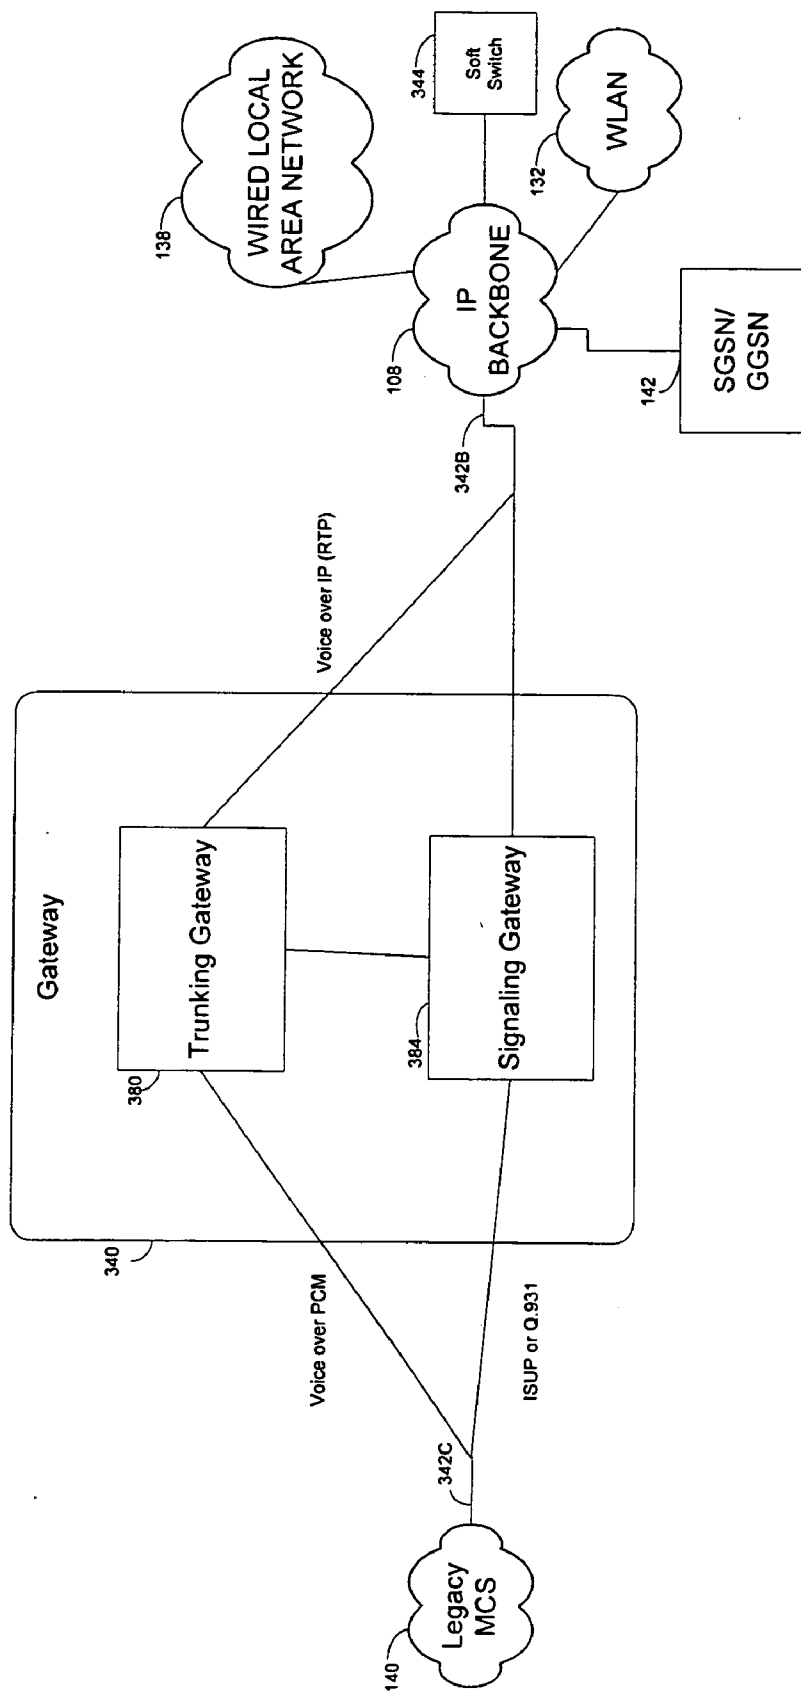 Gateway
340
380
Trunking Gateway
384
Signaling Gateway
Voice over PCM
ISUP or Q.931
342C
140
Legacy
MCS
Voice over IP (RTP)
342B
108
IP
BACKBONE
138
WIRED LOCAL
AREA NETWORK
344
Soft
Switch
132
WLAN
142
SGSN/
GGSN